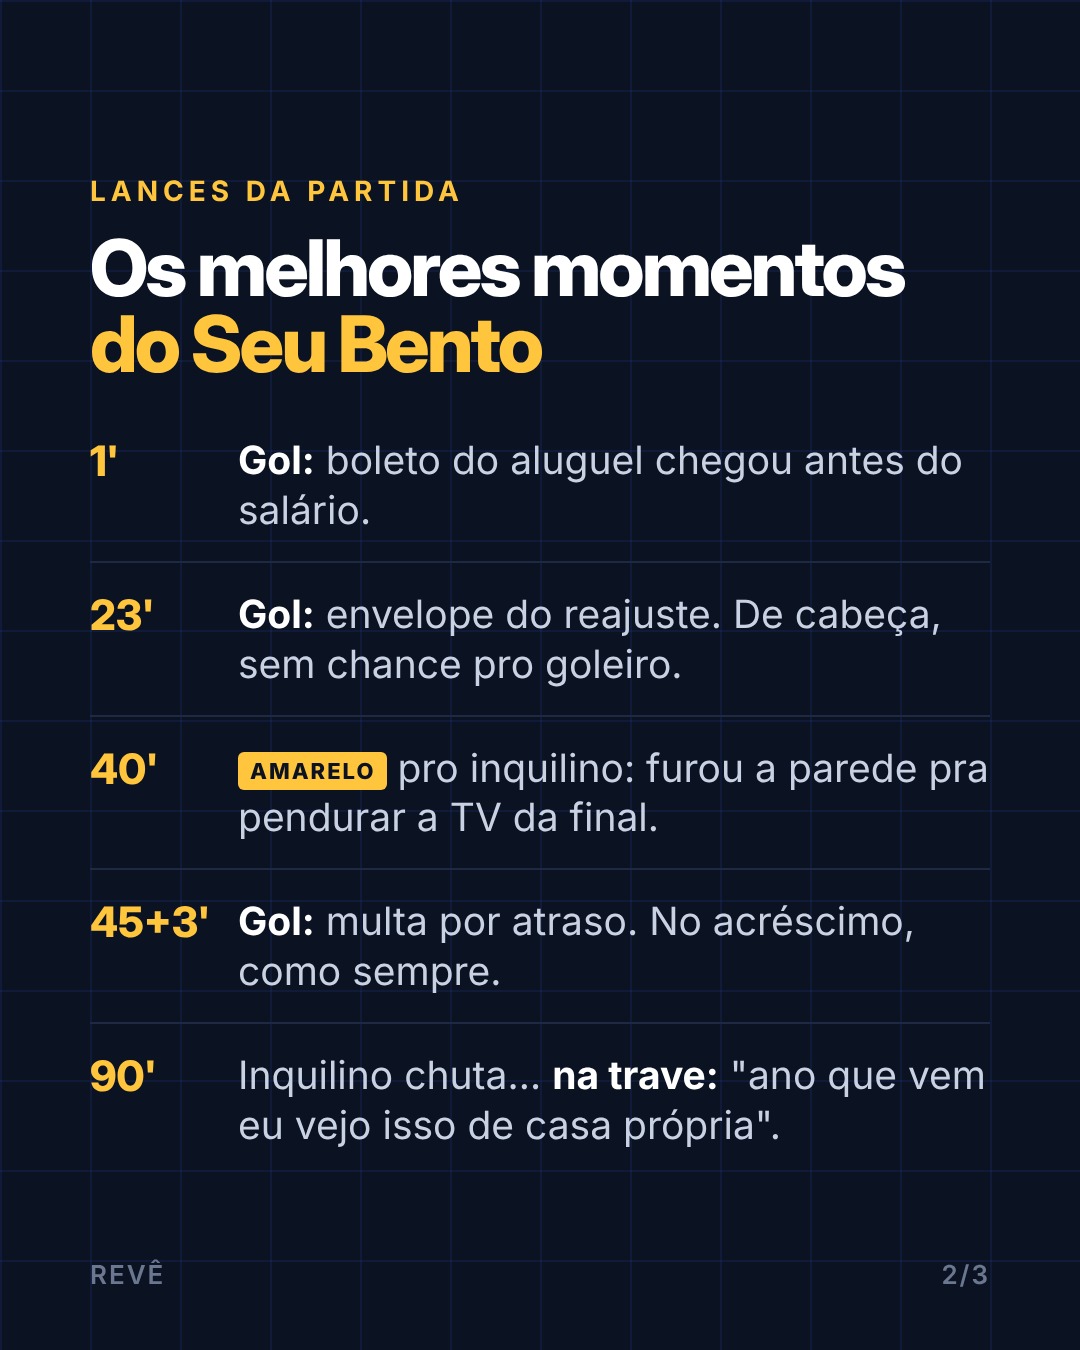 LANCES DA PARTIDA
Os melhores momentos
do Seu Bento
1' Gol: boleto do aluguel chegou antes do
salário.
23' Gol: envelope do reajuste. De cabeça,
sem chance pro goleiro.
40' AMARELO pro inquilino: furou a parede pra
pendurar a TV da final.
45+3' Gol: multa por atraso. No acréscimo,
como sempre.
90' Inquilino chuta... na trave: "ano que vem
eu vejo isso de casa própria".
REVÊ 2/3